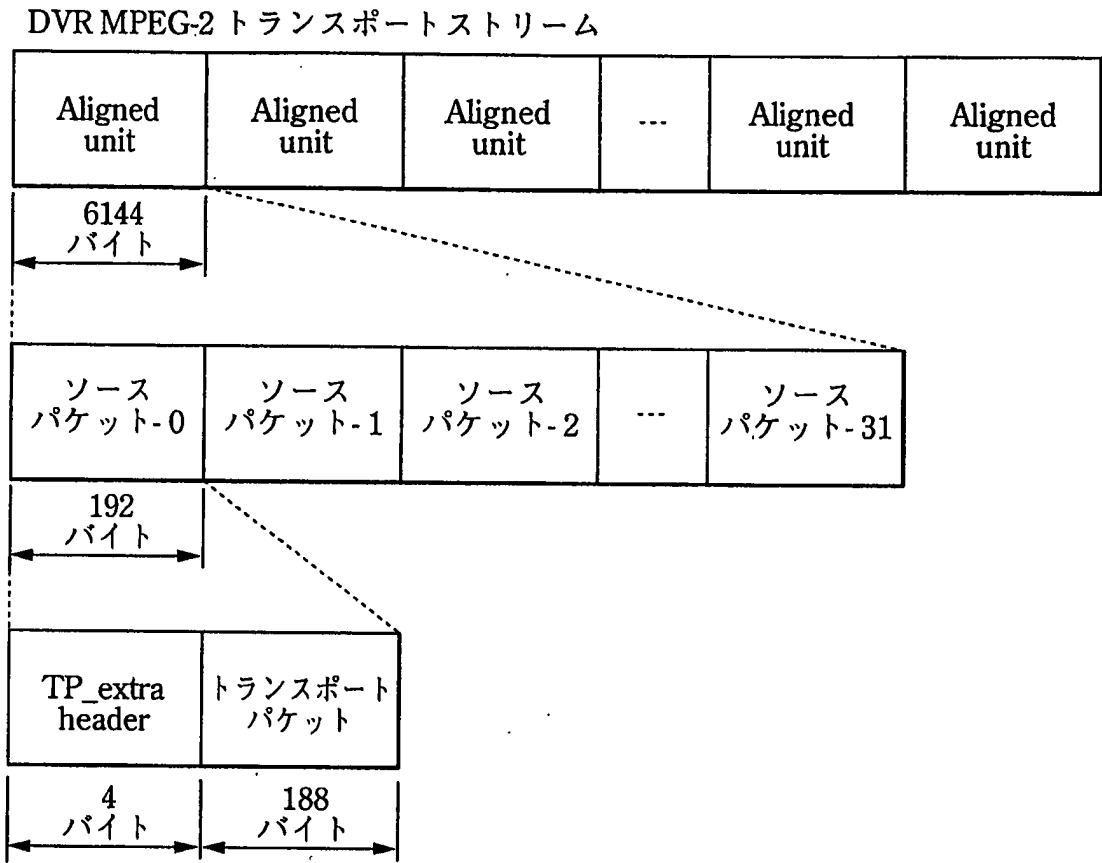 DVR MPEG-2 トランスポートストリーム
Aligned
unit
Aligned
unit
Aligned
unit
---
Aligned
unit
Aligned
unit
6144
バイト
ソース
パケット-0
ソース
パケット-1
ソース
パケット-2
---
ソース
パケット-31
192
バイト
TP_extra
header
トランスポート
パケット
4
バイト
188
バイト